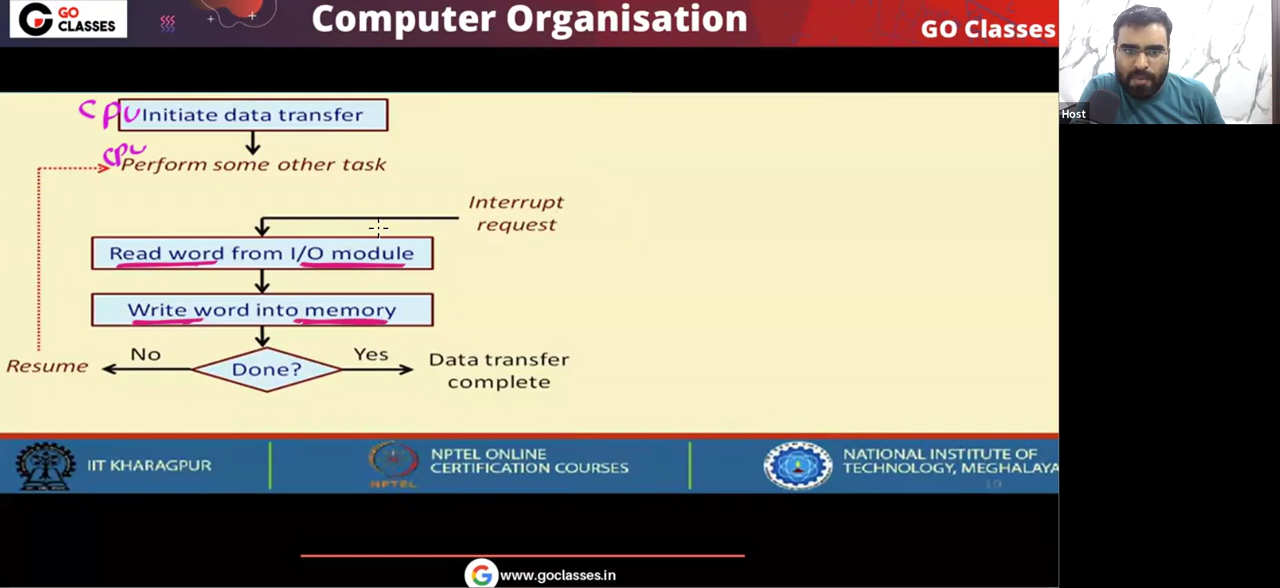 GO
CLASSES
Computer Organisation
GO Classes
Host
CPU Initiate data transfer
CPU Perform some other task
Interrupt
request
Read word from I/O module
Write word into memory
No
Yes
Resume
Done?
Data transfer
complete
IIT KHARAGPUR
NPTEL
NPTEL ONLINE
CERTIFICATION COURSES
NATIONAL INSTITUTE OF
TECHNOLOGY, MEGHALAYA
19
www.goclasses.in